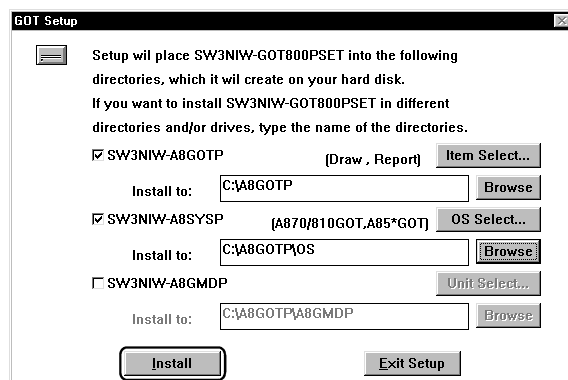 GOT Setup
Setup wil place SW3NIW-GOT800PSET into the following
directories, which it wil create on your hard disk.
If you want to install SW3NIW-GOT800PSET in different
directories and/or drives, type the name of the directories.
SW3NIW-A8GOTP (Draw , Report) Item Select...
Install to: C:\A8GOTP Browse
SW3NIW-A8SYSP (A870/810GOT,A85*GOT) OS Select...
Install to: C:\A8GOTP\OS Browse
SW3NIW-A8GMDP Unit Select...
Install to: C:\A8GOTP\A8GMDP Browse
Install Exit Setup